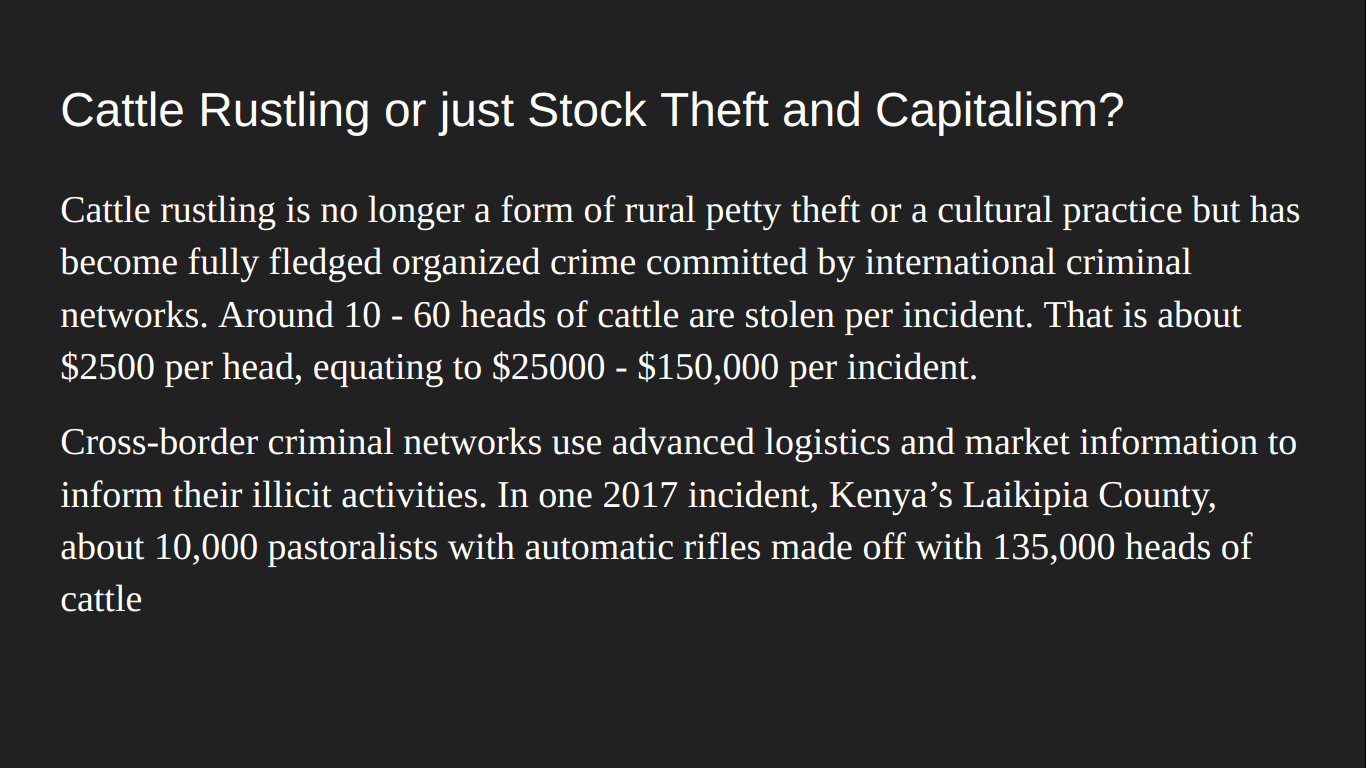 Cattle Rustling or just Stock Theft and Capitalism?
Cattle rustling is no longer a form of rural petty theft or a cultural practice but has
become fully fledged organized crime committed by international criminal
networks. Around 10 - 60 heads of cattle are stolen per incident. That is about
$2500 per head, equating to $25000 - $150,000 per incident.
Cross-border criminal networks use advanced logistics and market information to
inform their illicit activities. In one 2017 incident, Kenya’s Laikipia County,
about 10,000 pastoralists with automatic rifles made off with 135,000 heads of
cattle